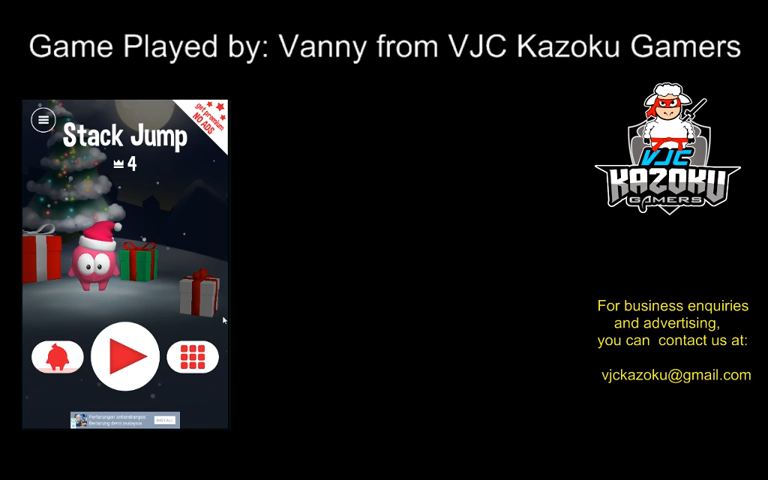 Game Played by: Vanny from VJC Kazoku Gamers
get premium
NO ADS
Stack Jump
4
VJC
KAZOKU
GAMERS
For business enquiries
and advertising,
you can contact us at:
vjckazoku@gmail.com
INSTALL